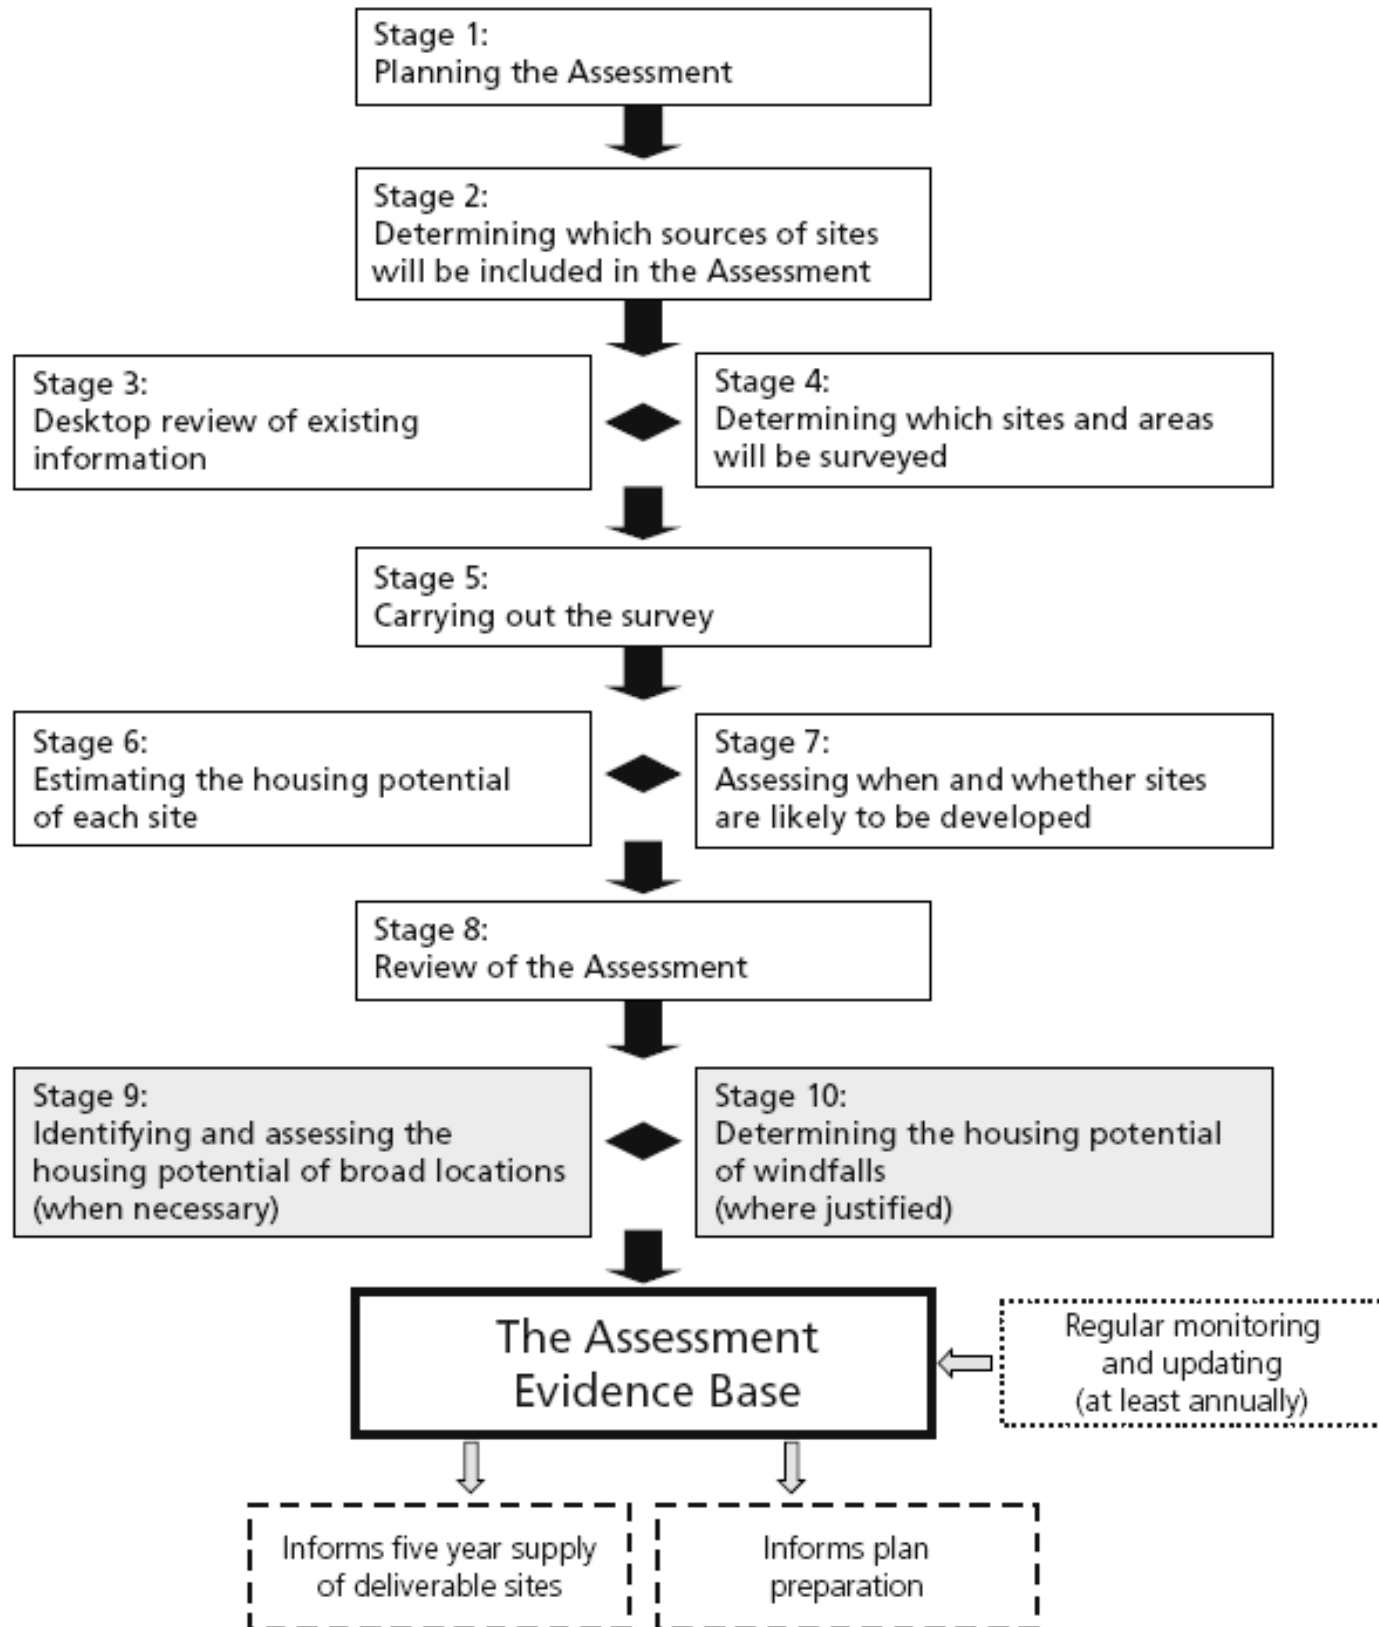 Stage 1:
Planning the Assessment
Stage 2:
Determining which sources of sites
will be included in the Assessment
Stage 3:
Desktop review of existing
information
Stage 4:
Determining which sites and areas
will be surveyed
Stage 5:
Carrying out the survey
Stage 6:
Estimating the housing potential
of each site
Stage 7:
Assessing when and whether sites
are likely to be developed
Stage 8:
Review of the Assessment
Stage 9:
Identifying and assessing the
housing potential of broad locations
(when necessary)
Stage 10:
Determining the housing potential
of windfalls
(where justified)
The Assessment
Evidence Base
Regular monitoring
and updating
(at least annually)
Informs five year supply
of deliverable sites
Informs plan
preparation